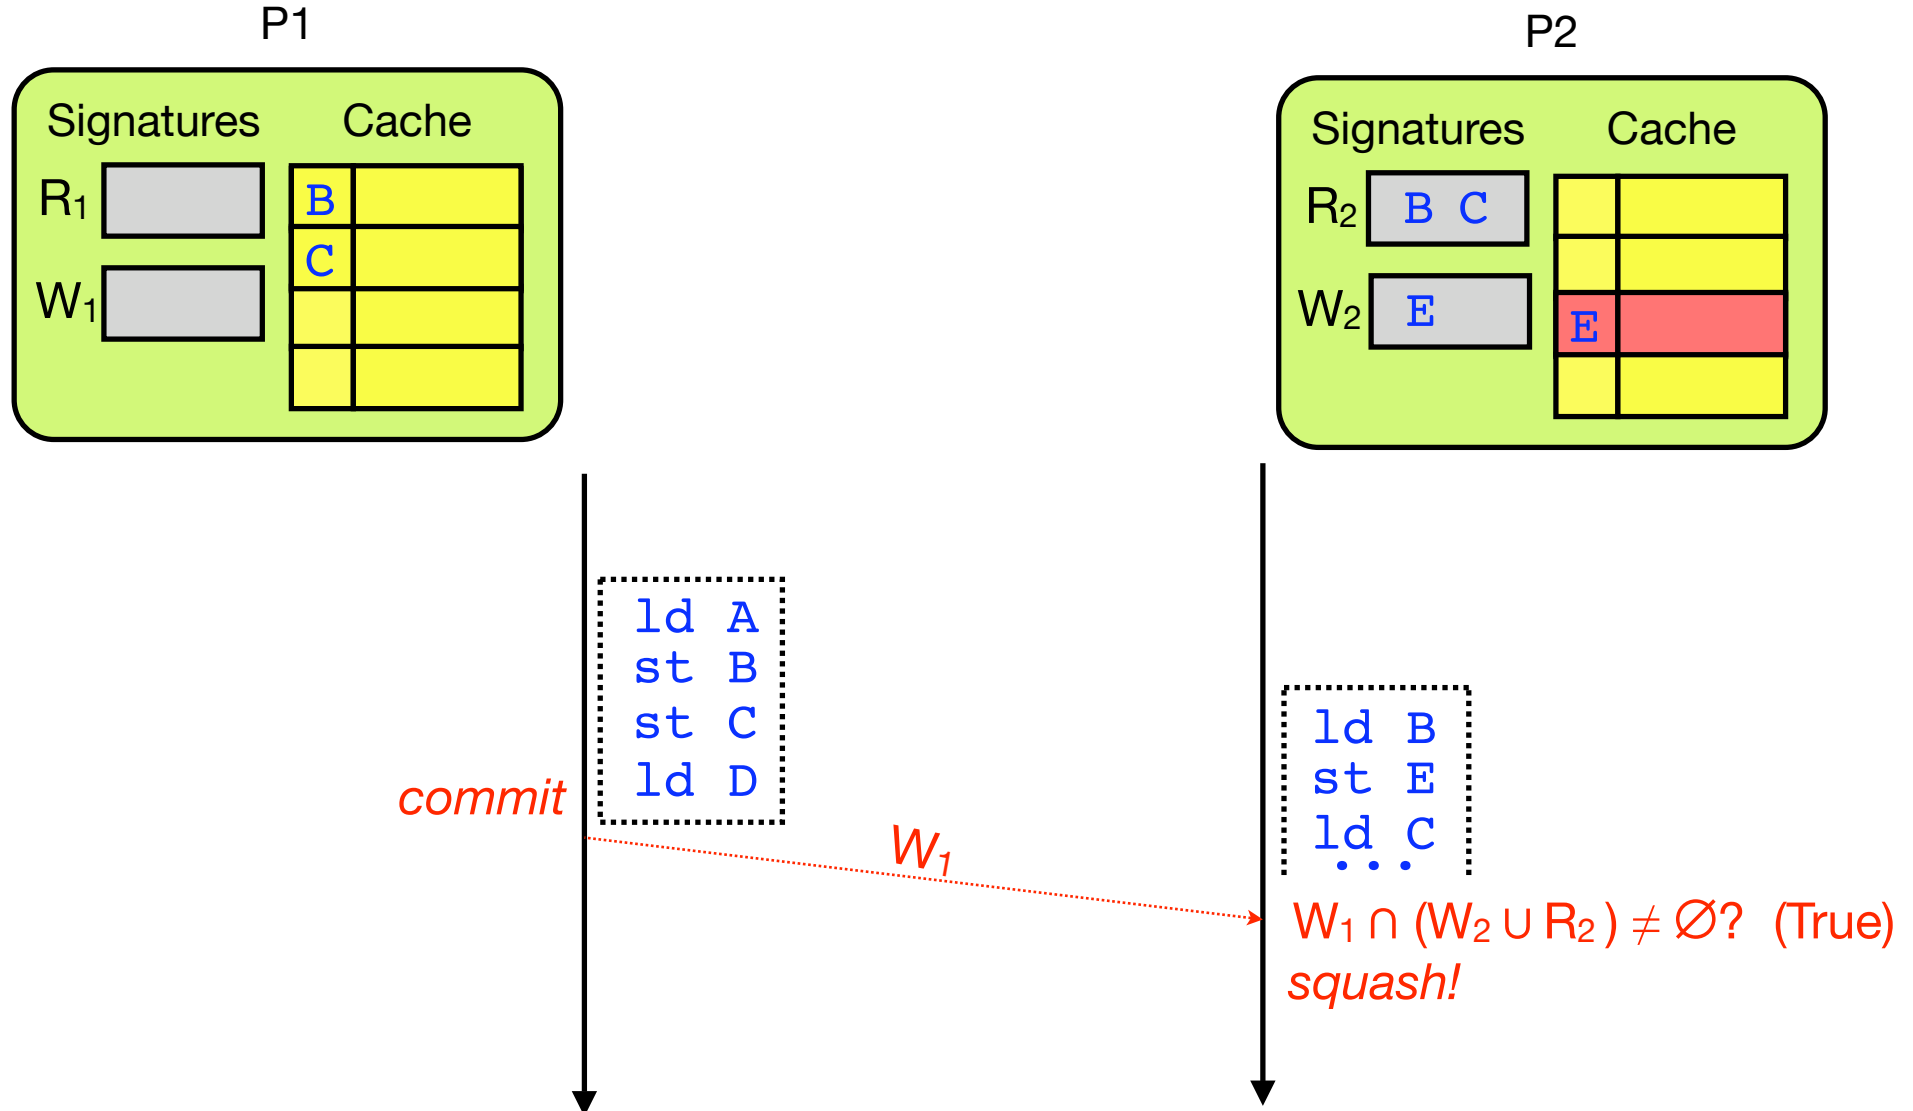 P1
Signatures Cache
R₁
W₁
B
C
P2
Signatures Cache
R₂ B C
W₂ E
E
ld A
st B
st C
ld D
commit
W₁
ld B
st E
ld C
...
W₁ ∩ (W₂ ∪ R₂) ≠ ∅? (True)
squash!